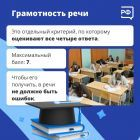 Грамотность речи
РФ
Это отдельный критерий, по которому
оценивают все четыре ответа.
Максимальный
балл: 7.
Чтобы его
получить, в речи
не должно быть
ошибок.